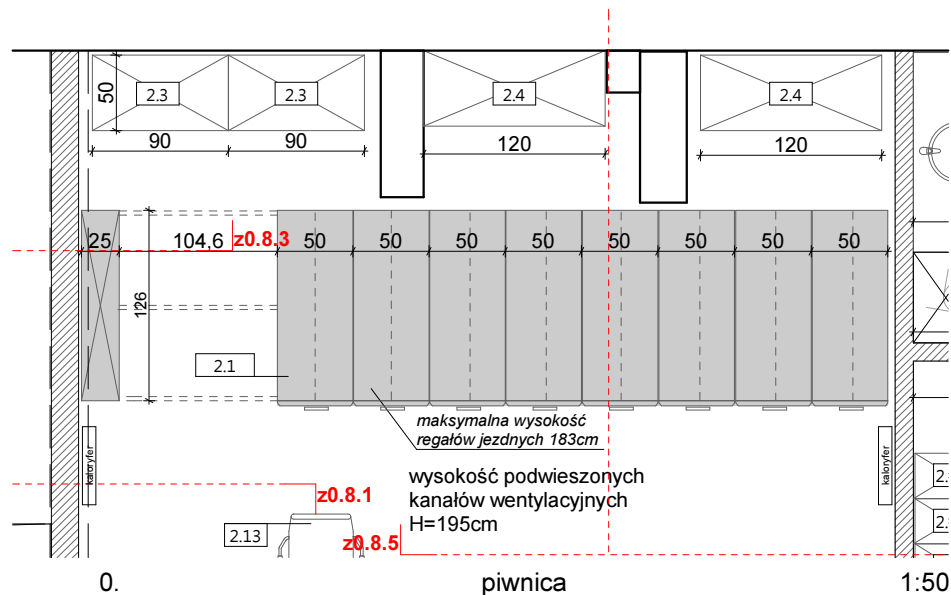 50
2.3
2.3
2.4
2.4
90
90
120
120
25
104,6
z0.8.3
50
50
50
50
50
50
50
50
126
2.1
maksymalna wysokość
regałów jezdnych 183cm
kaloryfer
kaloryfer
wysokość podwieszonych
kanałów wentylacyjnych
H=195cm
z0.8.1
2.13
z0.8.5
0.
piwnica
1:50